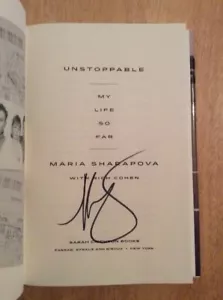 UNSTOPPABLE
MY
LIFE
SO
FAR
MARIA SHARAPOVA
WITH RICH COHEN
SARAH CRICHTON BOOKS
FARRAR, STRAUS AND GIROUX • NEW YORK